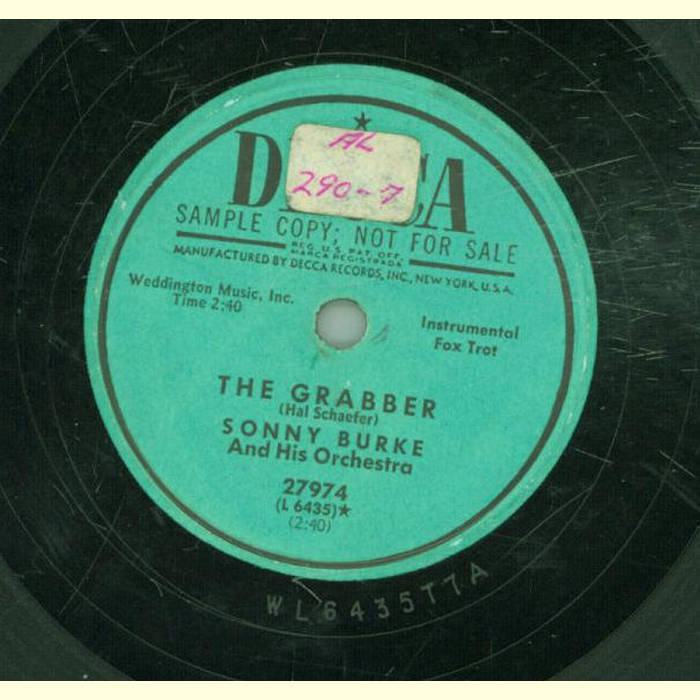 ★
AL
290-7
D CA
SAMPLE COPY; NOT FOR SALE
REG. U.S. PAT. OFF.
MARCA REGISTRADA
MANUFACTURED BY DECCA RECORDS, INC., NEW YORK, U.S.A.
Weddington Music, Inc.
Time 2:40
Instrumental
Fox Trot
THE GRABBER
(Hal Schaefer)
SONNY BURKE
And His Orchestra
27974
(L 6435)★
(2:40)
WL6435T7A